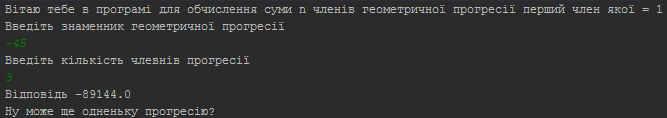 Вітаю тебе в програмі для обчислення суми n членів геометричної прогресії перший член якої = 1
Введіть знаменник геометричної прогресії
-45
Введіть кількість члевнів прогресії
3
Відповідь -89144.0
Ну може ще одненьку прогресію?